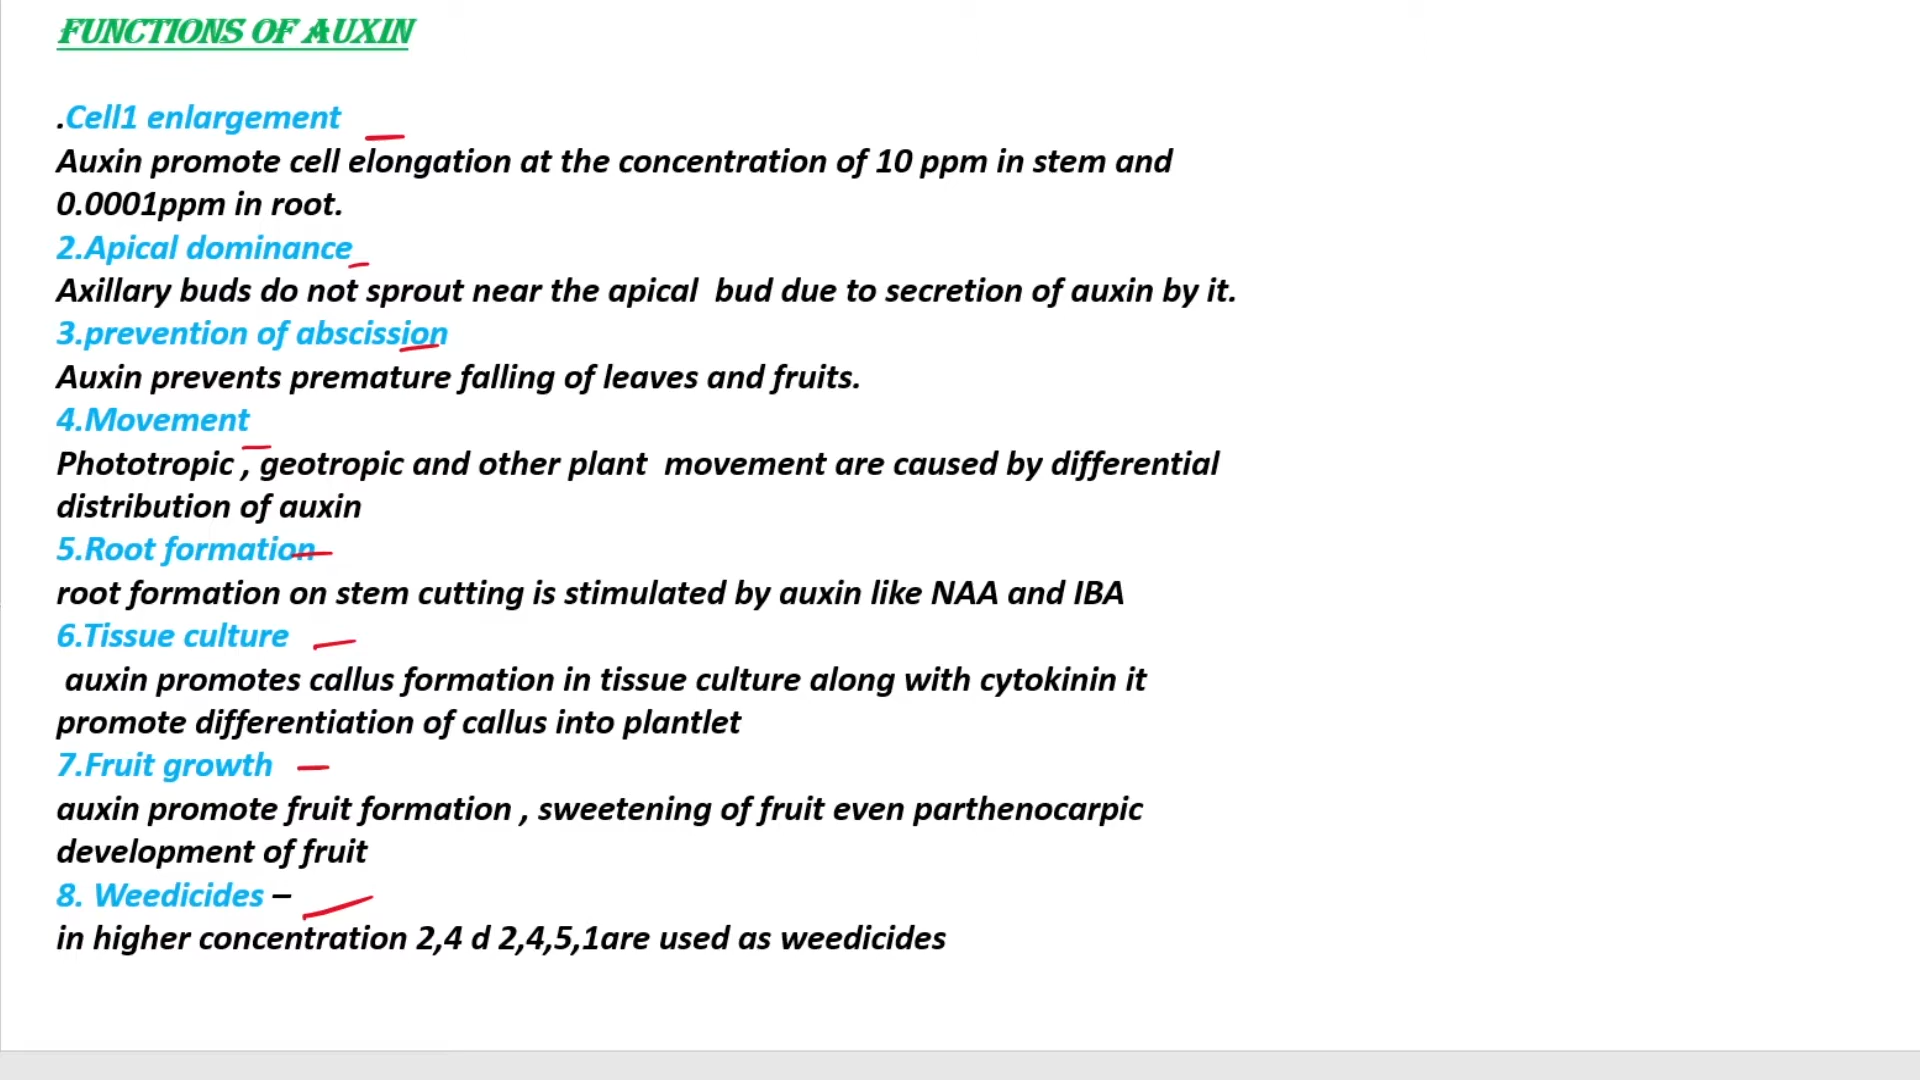 FUNCTIONS OF AUXIN
.Cell1 enlargement
Auxin promote cell elongation at the concentration of 10 ppm in stem and
0.0001ppm in root.
2.Apical dominance
Axillary buds do not sprout near the apical bud due to secretion of auxin by it.
3.prevention of abscission
Auxin prevents premature falling of leaves and fruits.
4.Movement
Phototropic , geotropic and other plant movement are caused by differential
distribution of auxin
5.Root formation
root formation on stem cutting is stimulated by auxin like NAA and IBA
6.Tissue culture
auxin promotes callus formation in tissue culture along with cytokinin it
promote differentiation of callus into plantlet
7.Fruit growth
auxin promote fruit formation , sweetening of fruit even parthenocarpic
development of fruit
8. Weedicides –
in higher concentration 2,4 d 2,4,5,1are used as weedicides